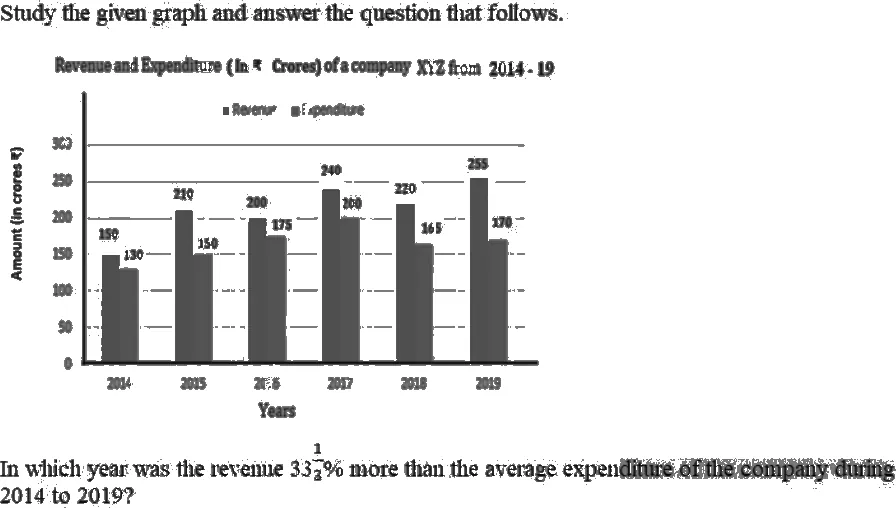 Study the given graph and answer the question that follows.
Revenue and Expenditure (In ₹ Crores) of a company XYZ from 2014 - 19
Revenue Expenditure
Amount (in crores ₹)
300
250
200
150
100
50
0
150 130 210 150 200 175 240 200 220 165 255 170
2014 2015 2016 2017 2018 2019
Years
In which year was the revenue 33 1/3% more than the average expenditure of the company during
2014 to 2019?